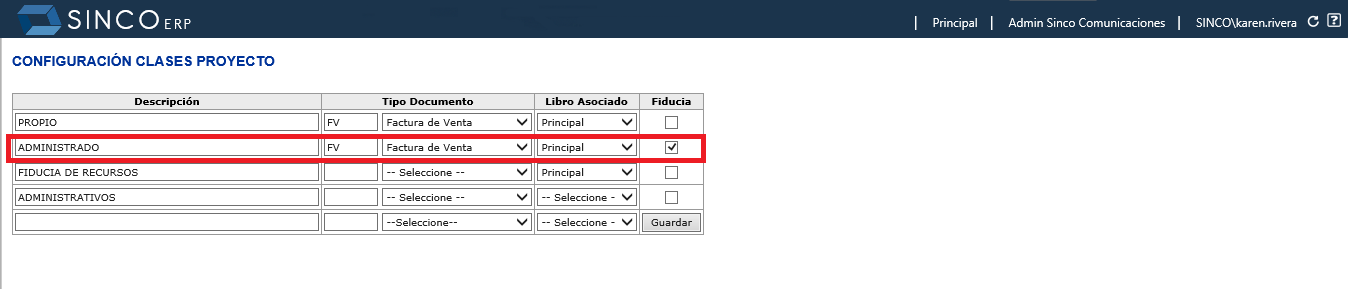 SINCO ERP | Principal | Admin Sinco Comunicaciones | SINCO\karen.rivera
CONFIGURACIÓN CLASES PROYECTO
Descripción Tipo Documento Libro Asociado Fiducia
PROPIO FV Factura de Venta Principal
ADMINISTRADO FV Factura de Venta Principal
FIDUCIA DE RECURSOS -- Seleccione -- Principal
ADMINISTRATIVOS -- Seleccione -- -- Seleccione -
--Seleccione-- -- Seleccione - Guardar